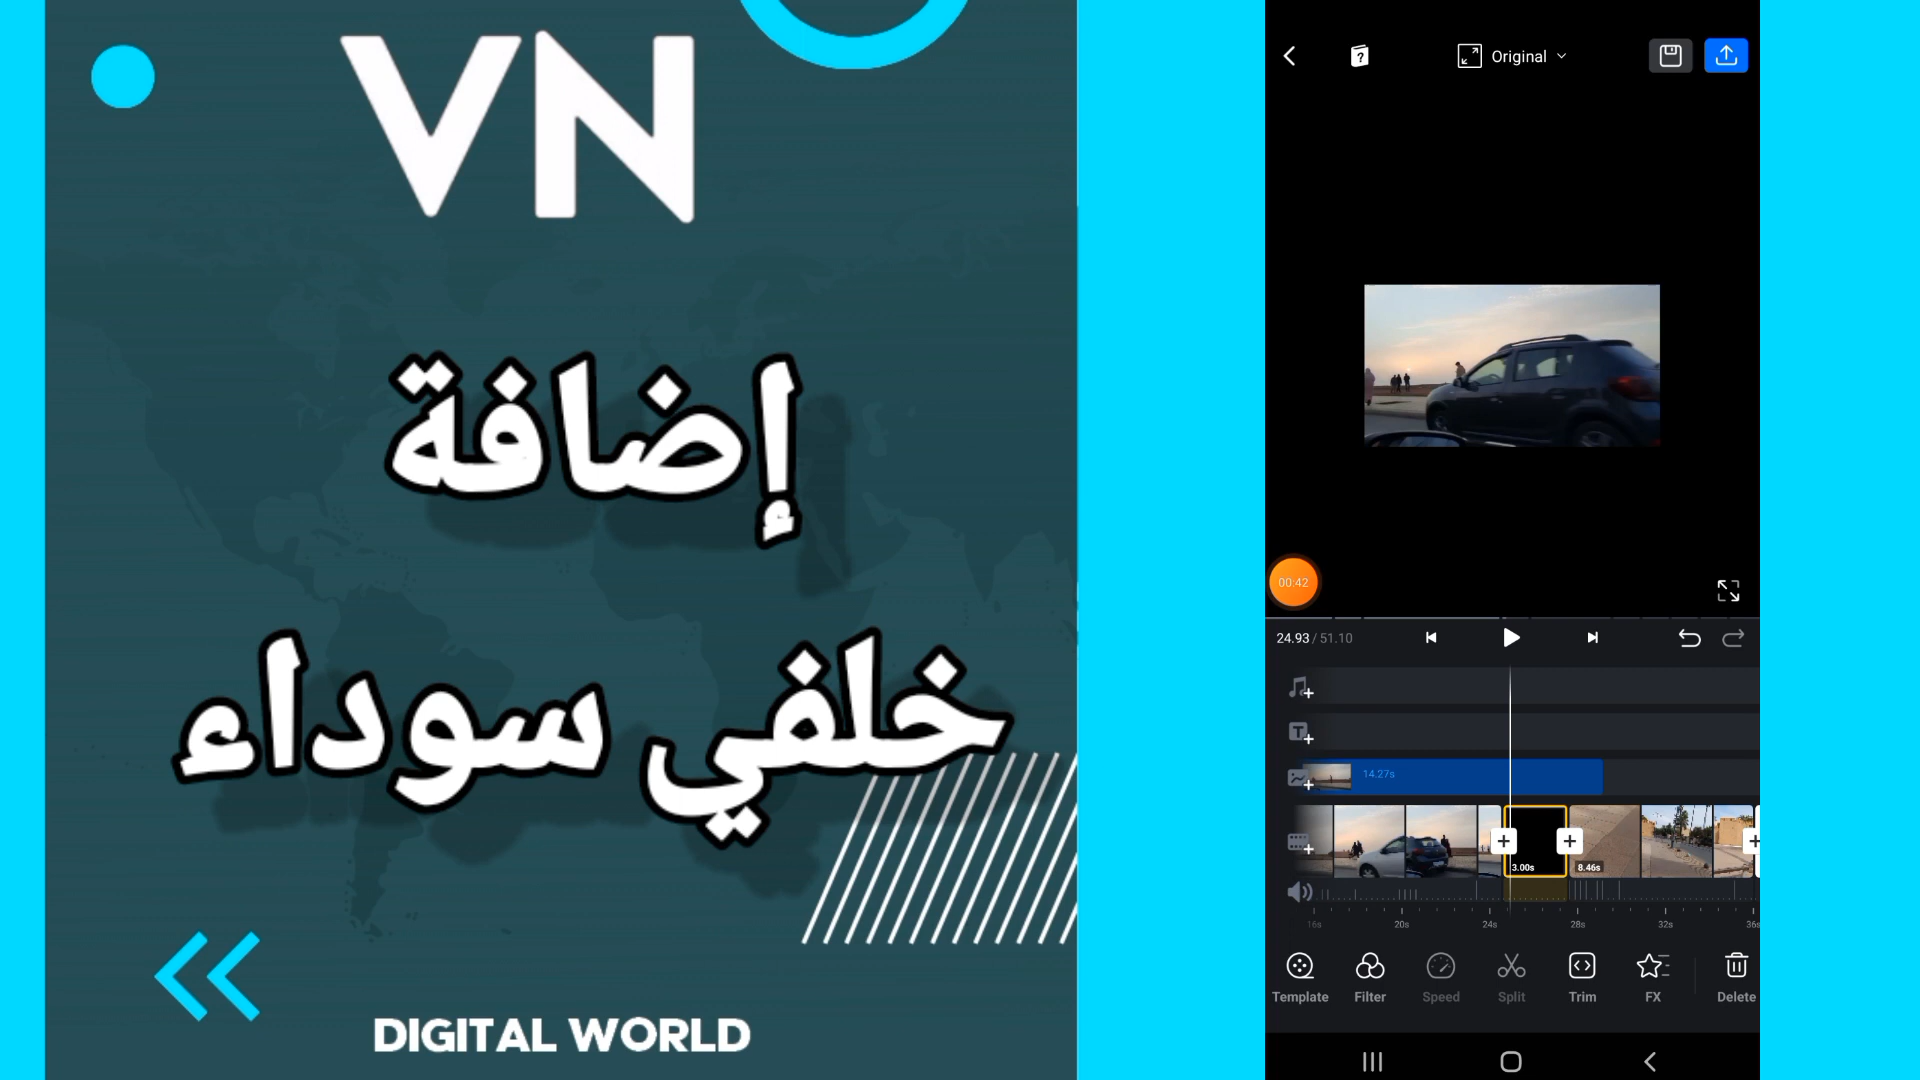 VN
إضافة
خلفي سوداء
DIGITAL WORLD
Original
00:42
24.93 / 51.10
14.27s
3.00s
8.46s
16s 20s 24s 28s 32s 36s
Template Filter Speed Split Trim FX Delete